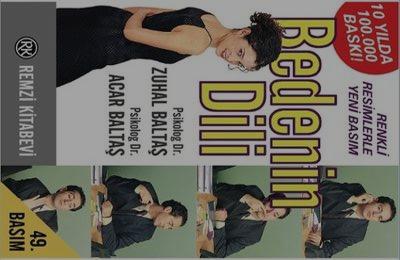 10 YILDA
100.000
BASKI!
RENKLİ
RESİMLERLE
YENİ BASIM
Bedenin
Dili
Psikolog Dr.
ZUHAL BALTAŞ
Psikolog Dr.
ACAR BALTAŞ
RK
REMZİ KİTABEVİ
49.
BASIM